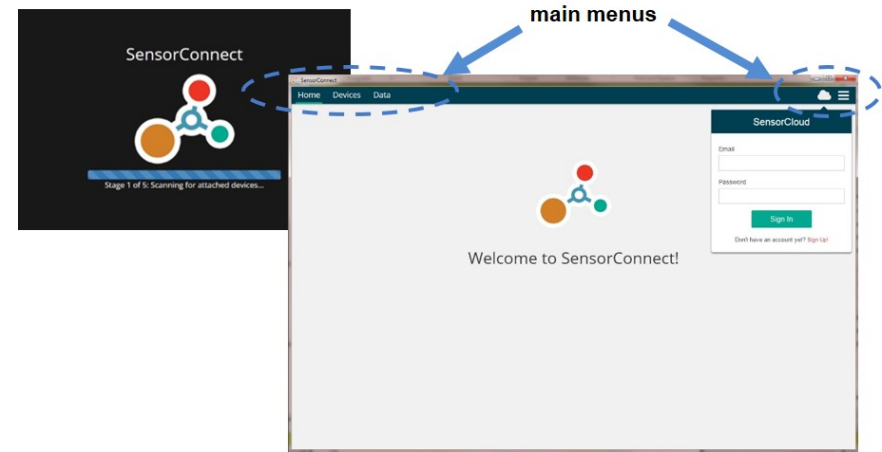 main menus
SensorConnect
Stage 1 of 5: Scanning for attached devices...
SensorConnect
Home Devices Data
SensorCloud
Email
Password
Sign In
Don't have an account yet? Sign Up!
Welcome to SensorConnect!